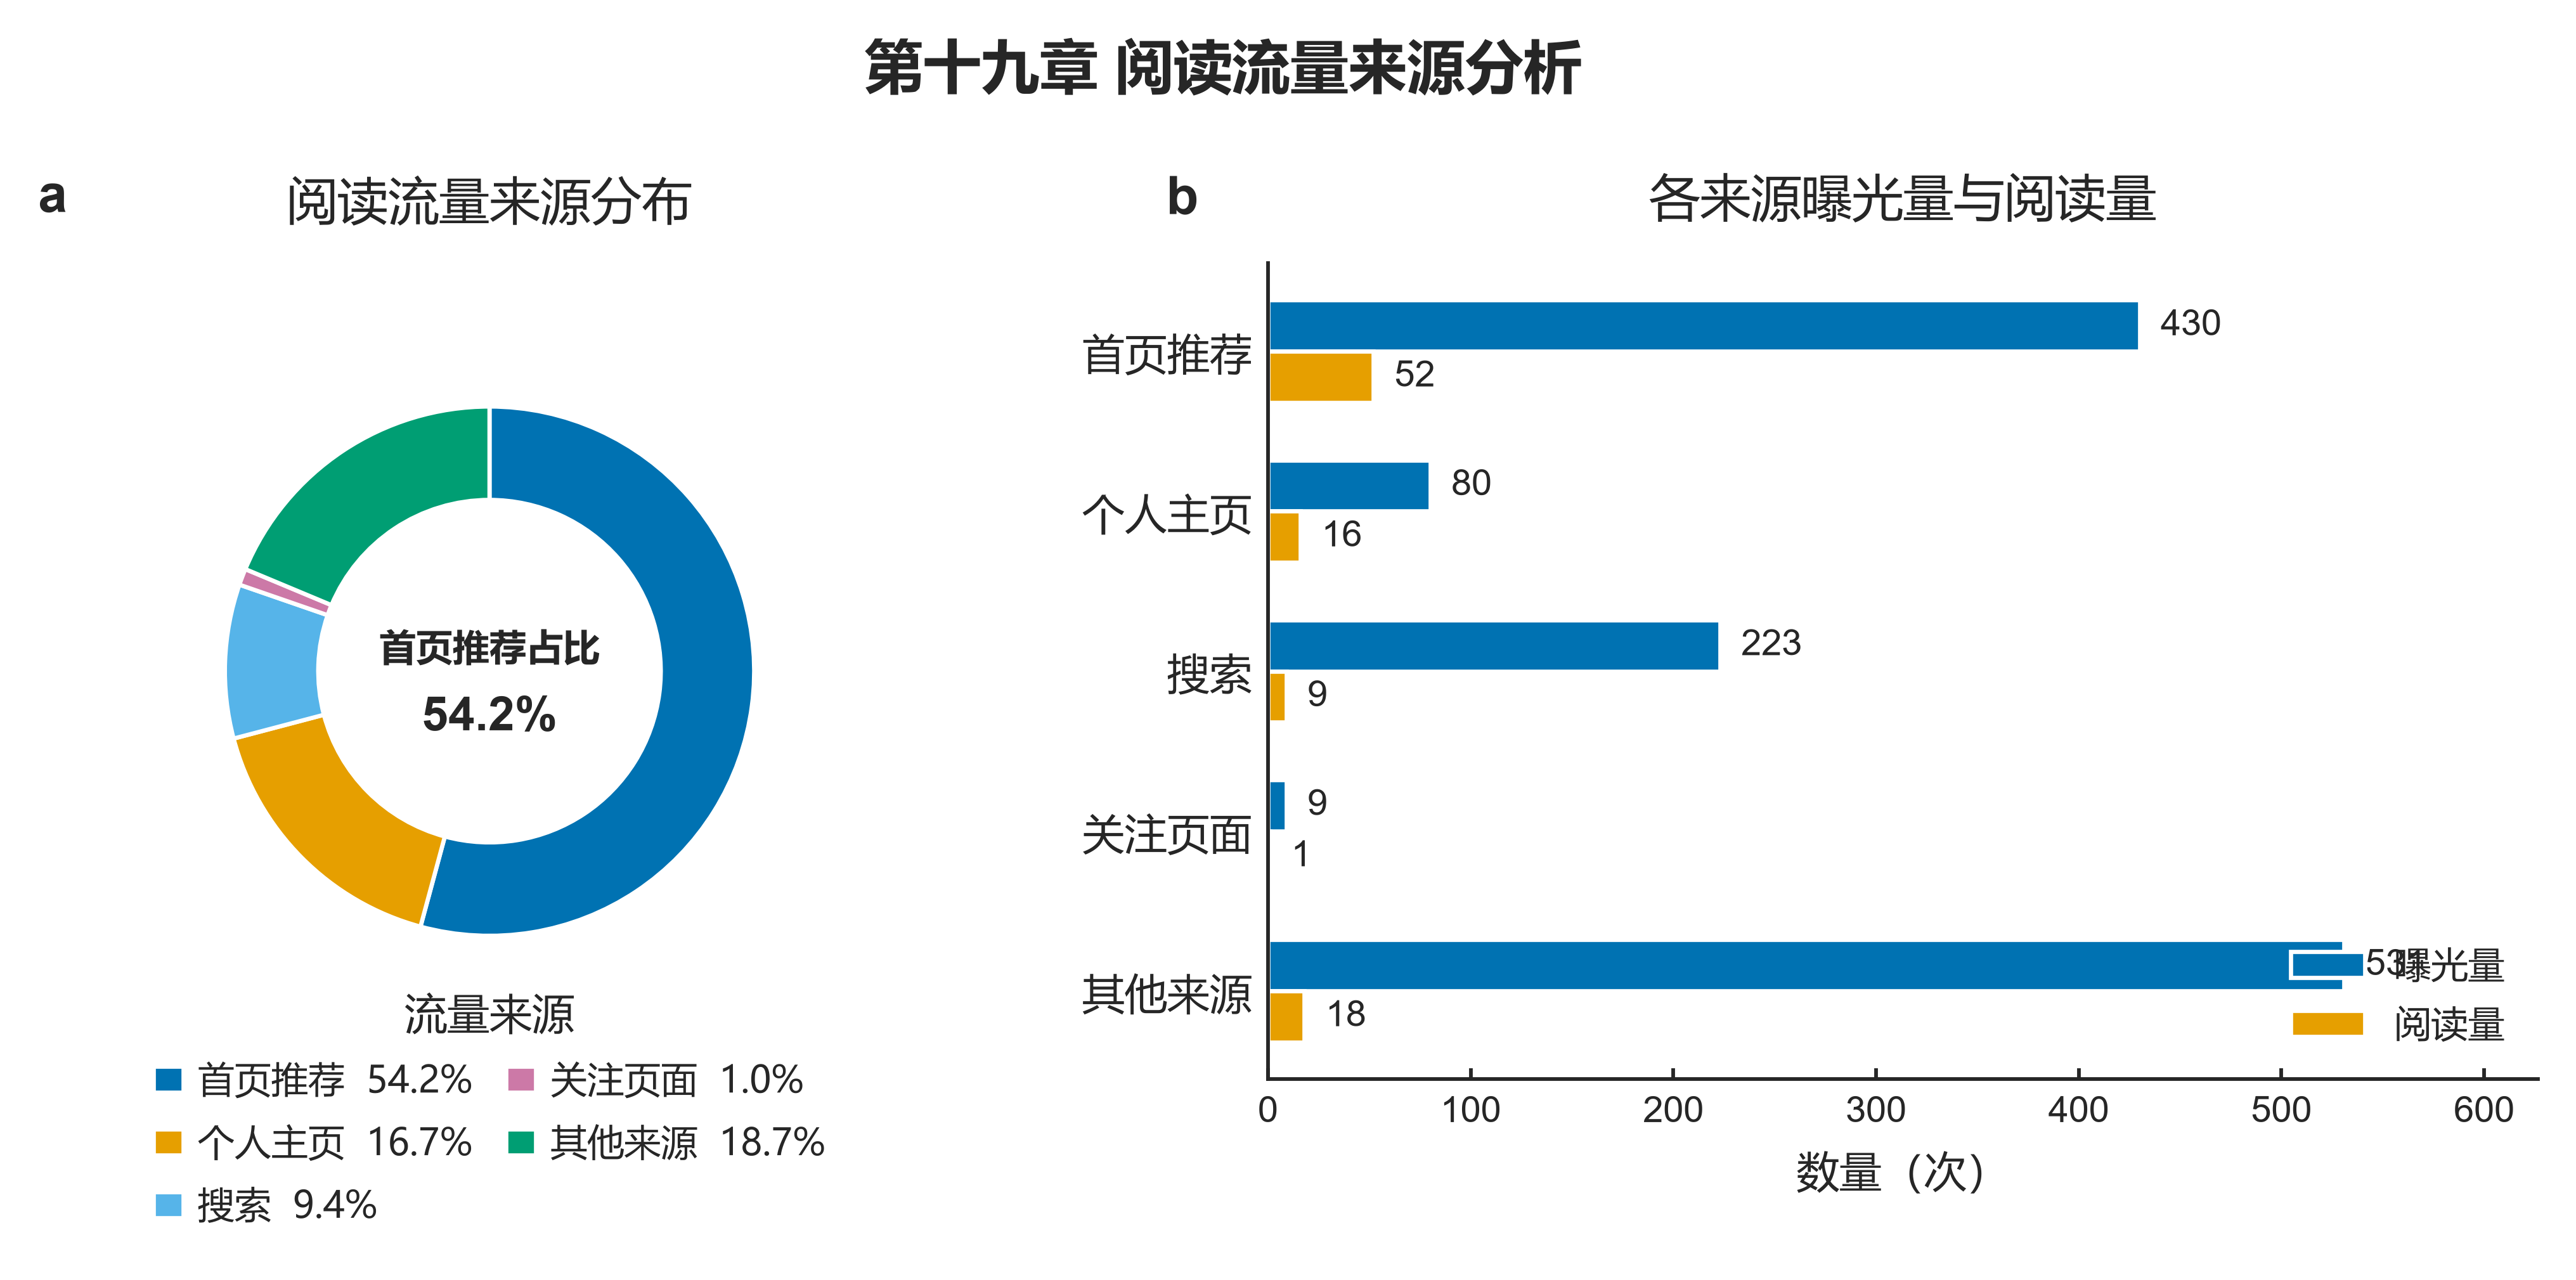 第十九章 阅读流量来源分析
a
阅读流量来源分布
首页推荐占比
54.2%
流量来源
首页推荐 54.2%
个人主页 16.7%
搜索 9.4%
关注页面 1.0%
其他来源 18.7%
b
各来源曝光量与阅读量
首页推荐
430
52
个人主页
80
16
搜索
223
9
关注页面
9
1
其他来源
18
曝光量
阅读量
0 100 200 300 400 500 600
数量（次）